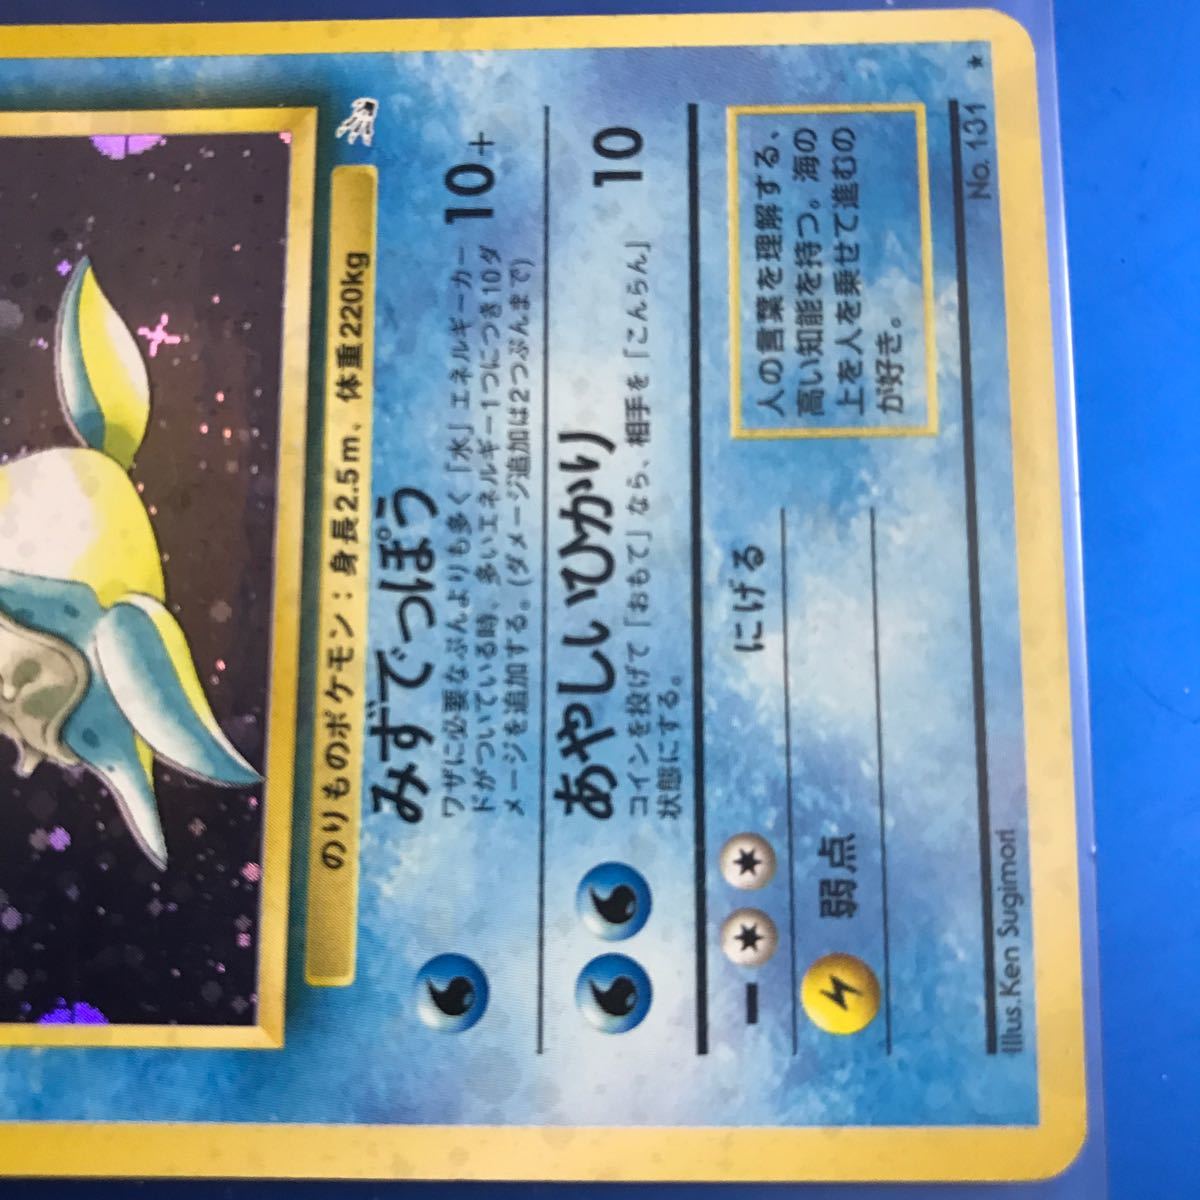 のりものポケモン：身長2.5m、体重220kg
みずでっぽう 10+
ワザに必要なぶんよりも多く「水」エネルギーカー
ドがついている時、多いエネルギー1つにつき10ダ
メージを追加する。(ダメージ追加は2つぶんまで)
あやしいひかり 10
コインを投げて「おもて」なら、相手を「こんらん」
状態にする。
にげる
弱点
人の言葉を理解する、
高い知能を持つ。海の
上を人を乗せて進むの
が好き。
Illus. Ken Sugimori
No. 131 ★